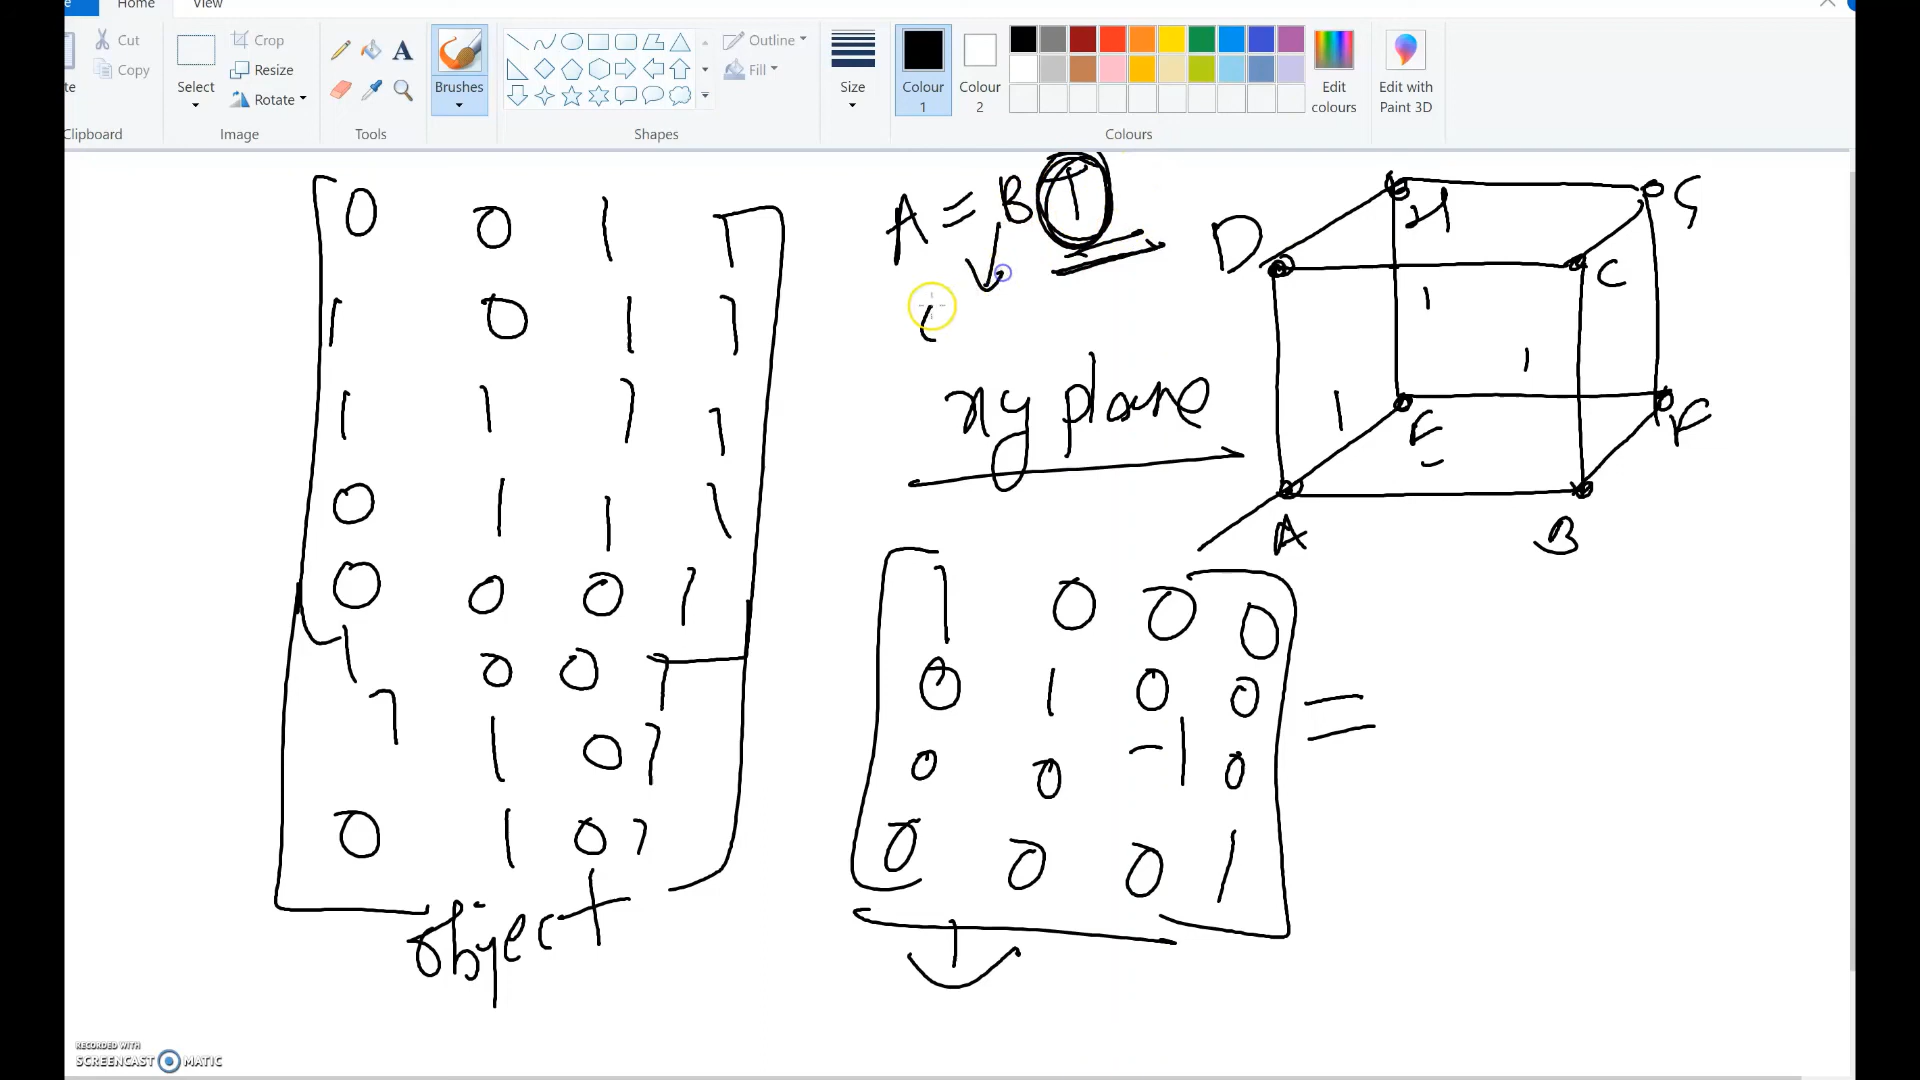 Home View
Cut
Copy
Clipboard
Select
Crop
Resize
Rotate
Image
Tools
Brushes
Shapes
Outline
Fill
Size
Colour 1
Colour 2
Edit colours
Edit with Paint 3D
Colours
0 0 1 1
1 0 1 1
1 1 1 1
0 1 1 1
0 0 0 1
1 0 0 1
1 1 0 1
0 1 0 1
object
A = B T
xy plane
D H G
C
1
1
1
E F
A B
1 0 0 0
0 1 0 0
0 0 -1 0
0 0 0 1
=
RECORDED WITH
SCREENCAST MATIC